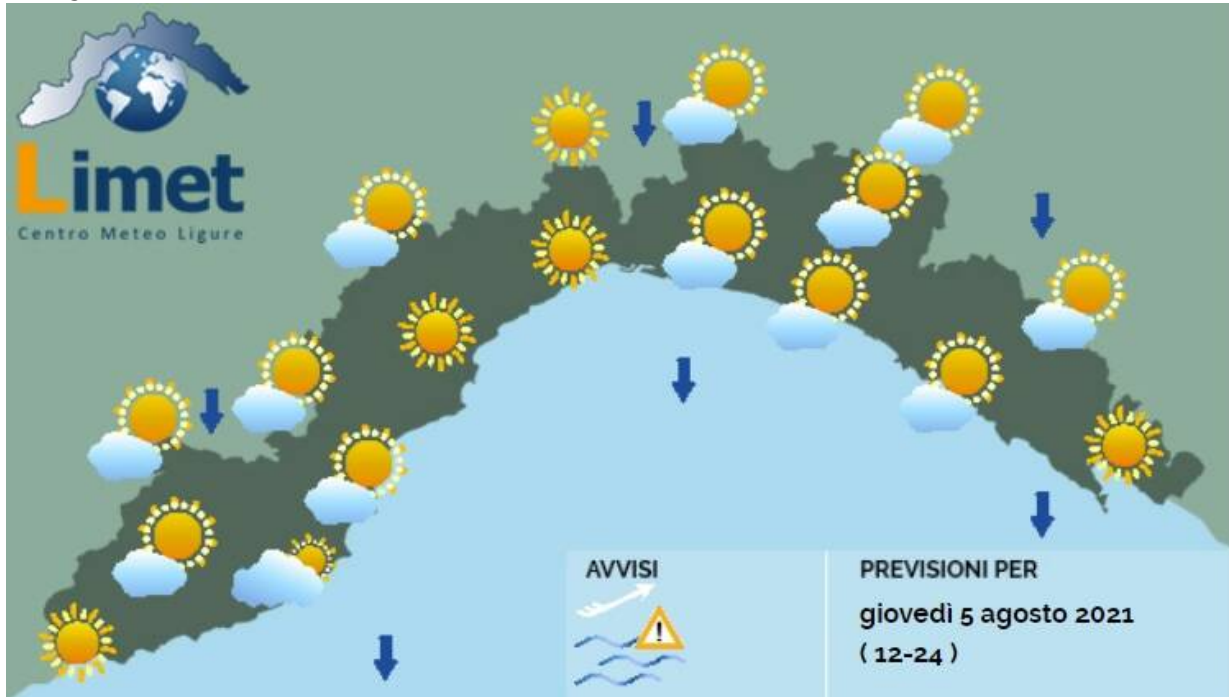 Limet
Centro Meteo Ligure
AVVISI
PREVISIONI PER
giovedì 5 agosto 2021
( 12-24 )